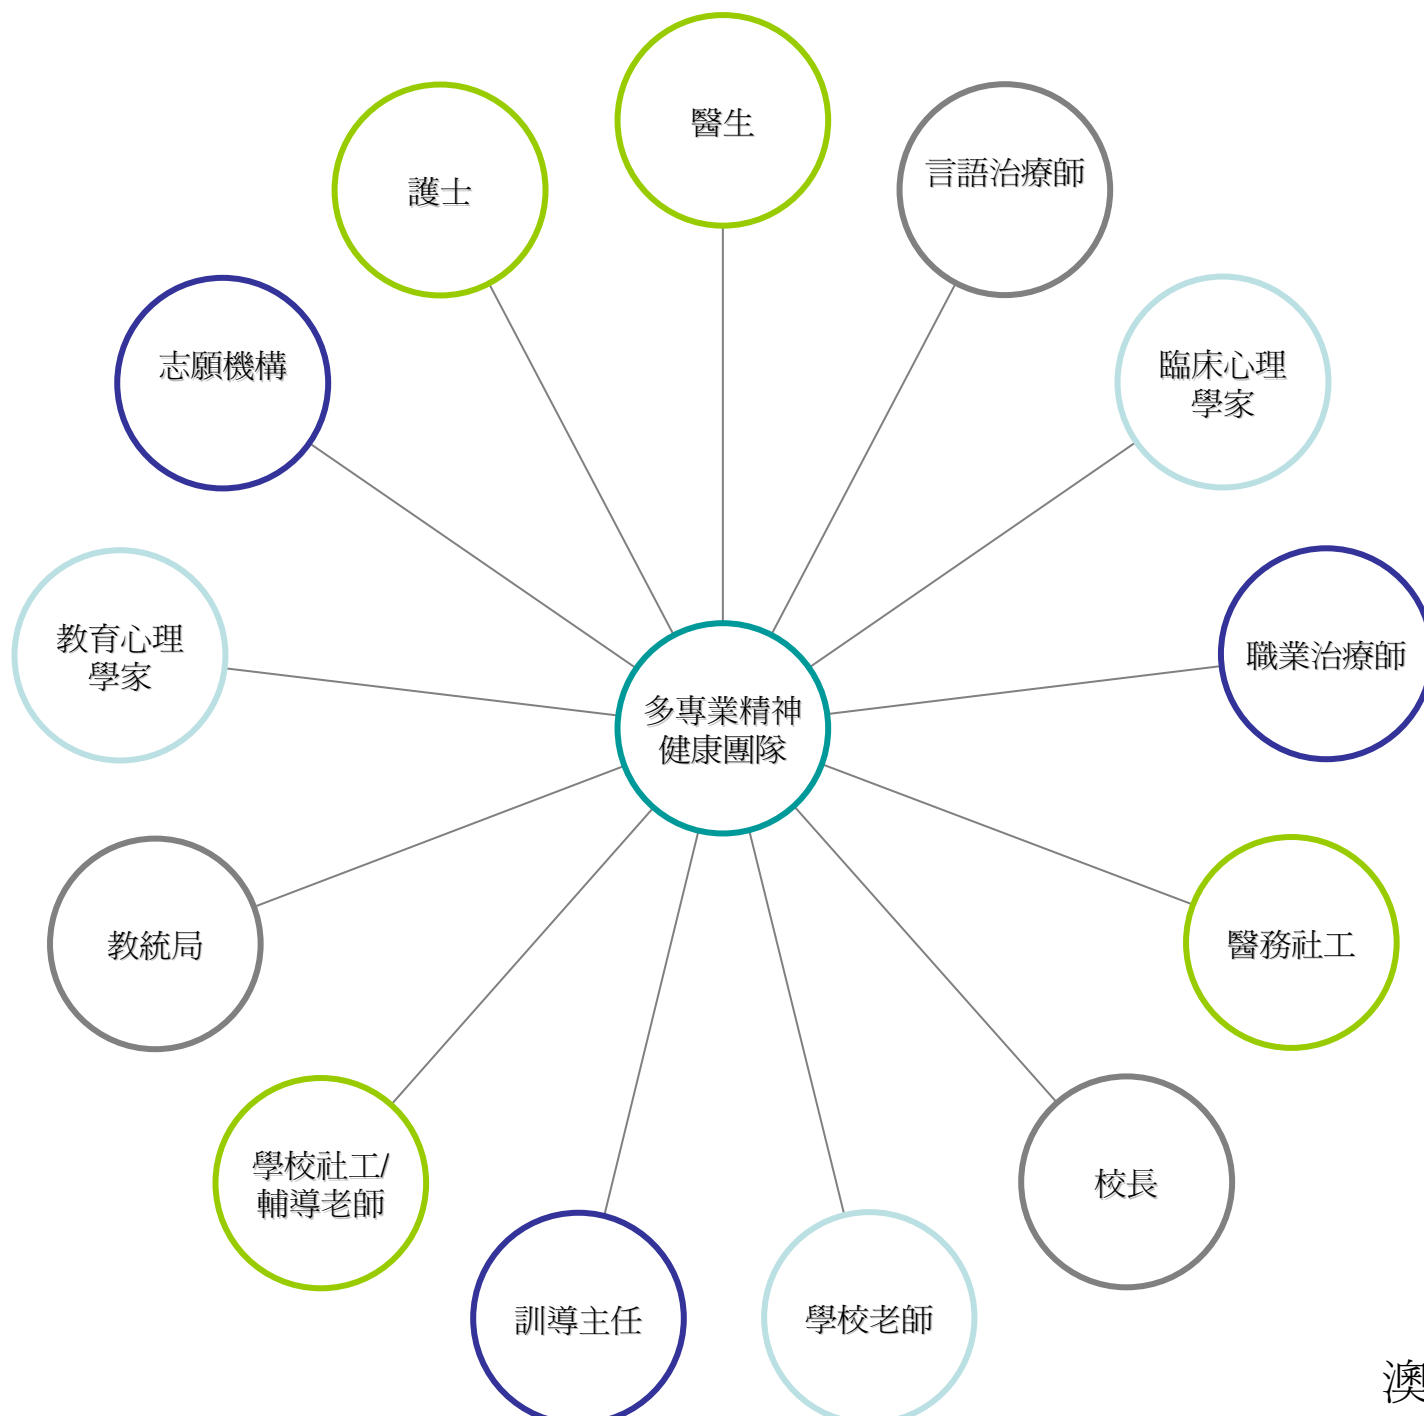 醫生
言語治療師
護士
臨床心理
學家
志願機構
教育心理
學家
職業治療師
多專業精神
健康團隊
教統局
醫務社工
學校社工/
輔導老師
校長
訓導主任
學校老師
澳